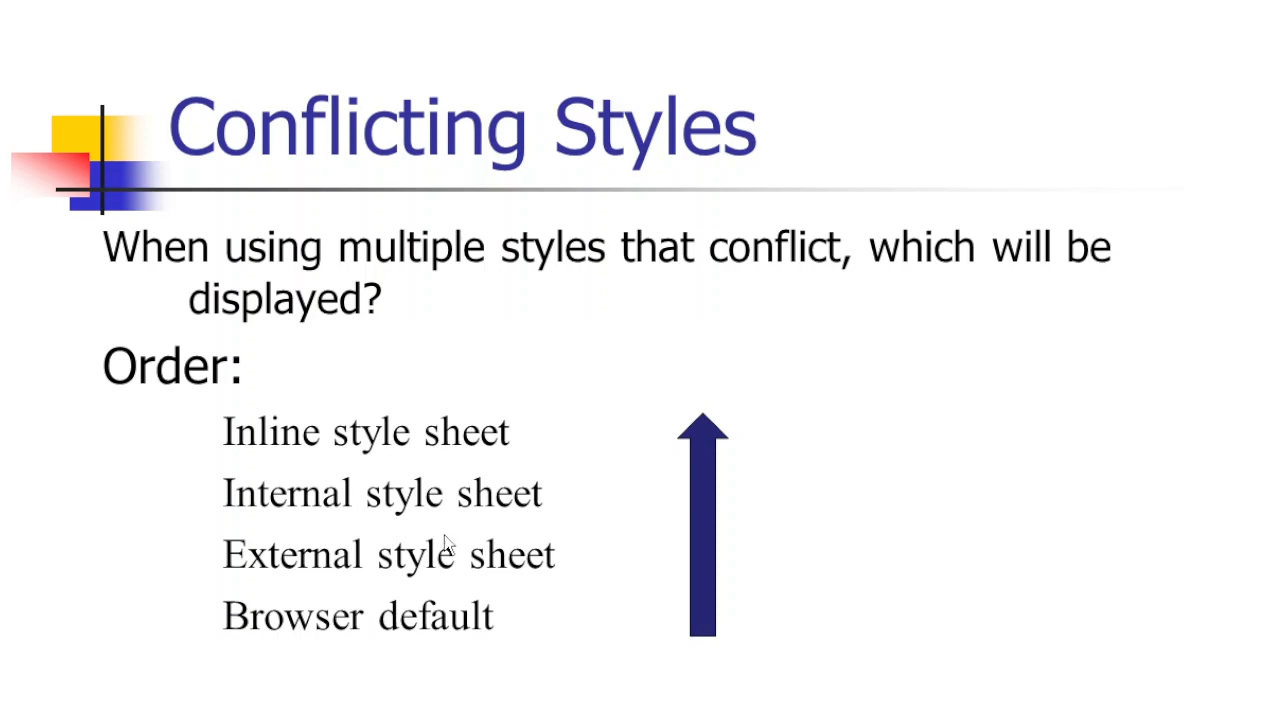 Conflicting Styles
When using multiple styles that conflict, which will be
displayed?
Order:
Inline style sheet
Internal style sheet
External style sheet
Browser default